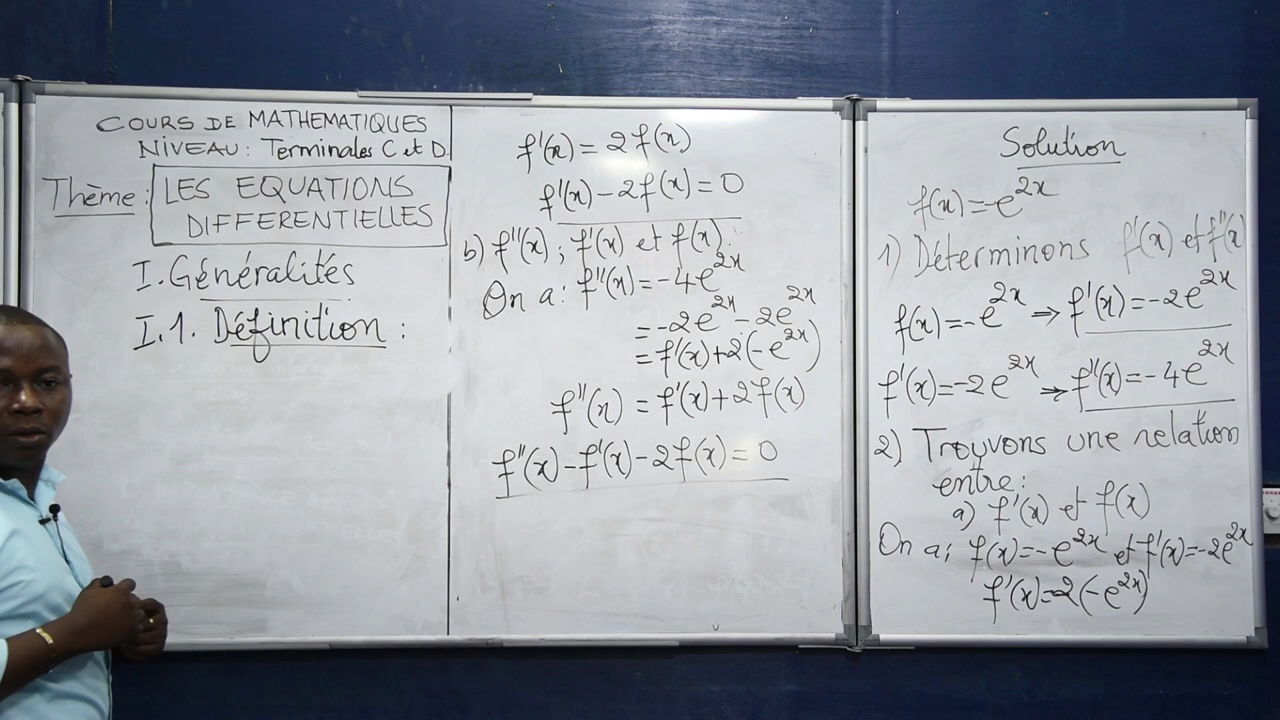 COURS DE MATHEMATIQUES
NIVEAU : Terminales C et D.
Thème : LES EQUATIONS
DIFFERENTIELLES
I. Généralités
I.1. Définition :
f'(x) = 2f(x)
f'(x) - 2f(x) = 0
b) f''(x) ; f'(x) et f(x).
On a : f''(x) = -4e^{2x}
= -2e^{2x} - 2e^{2x}
= f'(x) + 2(-e^{2x})
f''(x) = f'(x) + 2f(x)
f''(x) - f'(x) - 2f(x) = 0
Solution
f(x) = -e^{2x}
1) Déterminons f'(x) et f''(x)
f(x) = -e^{2x} ⇒ f'(x) = -2e^{2x}
f'(x) = -2e^{2x} ⇒ f''(x) = -4e^{2x}
2) Trouvons une relation
entre :
a) f'(x) et f(x)
On a ; f(x) = -e^{2x} et f'(x) = -2e^{2x}
f'(x) = 2(-e^{2x})